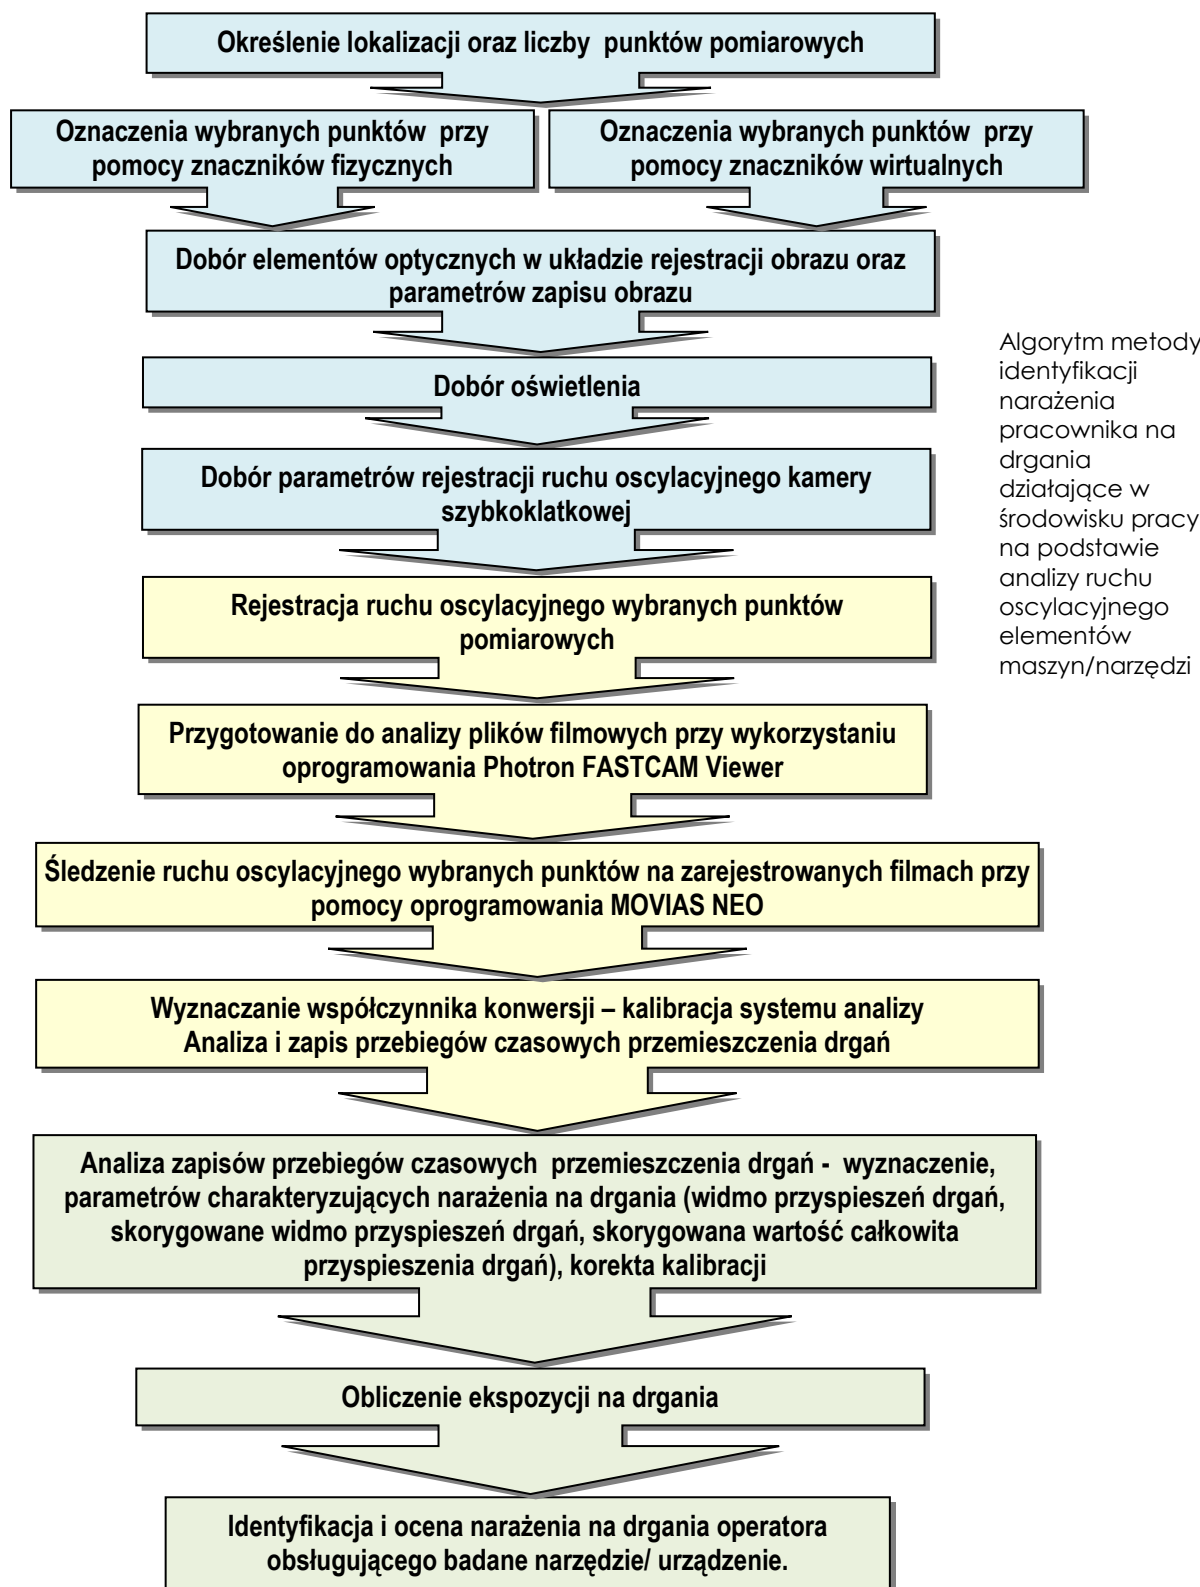 Określenie lokalizacji oraz liczby punktów pomiarowych
Oznaczenia wybranych punktów przy
pomocy znaczników fizycznych
Oznaczenia wybranych punktów przy
pomocy znaczników wirtualnych
Dobór elementów optycznych w układzie rejestracji obrazu oraz
parametrów zapisu obrazu
Dobór oświetlenia
Dobór parametrów rejestracji ruchu oscylacyjnego kamery
szybkoklatkowej
Rejestracja ruchu oscylacyjnego wybranych punktów
pomiarowych
Przygotowanie do analizy plików filmowych przy wykorzystaniu
oprogramowania Photron FASTCAM Viewer
Śledzenie ruchu oscylacyjnego wybranych punktów na zarejestrowanych filmach przy
pomocy oprogramowania MOVIAS NEO
Wyznaczanie współczynnika konwersji – kalibracja systemu analizy
Analiza i zapis przebiegów czasowych przemieszczenia drgań
Analiza zapisów przebiegów czasowych przemieszczenia drgań - wyznaczenie,
parametrów charakteryzujących narażenia na drgania (widmo przyspieszeń drgań,
skorygowane widmo przyspieszeń drgań, skorygowana wartość całkowita
przyspieszenia drgań), korekta kalibracji
Obliczenie ekspozycji na drgania
Identyfikacja i ocena narażenia na drgania operatora
obsługującego badane narzędzie/ urządzenie.
Algorytm metody
identyfikacji
narażenia
pracownika na
drgania
działające w
środowisku pracy
na podstawie
analizy ruchu
oscylacyjnego
elementów
maszyn/narzędzi